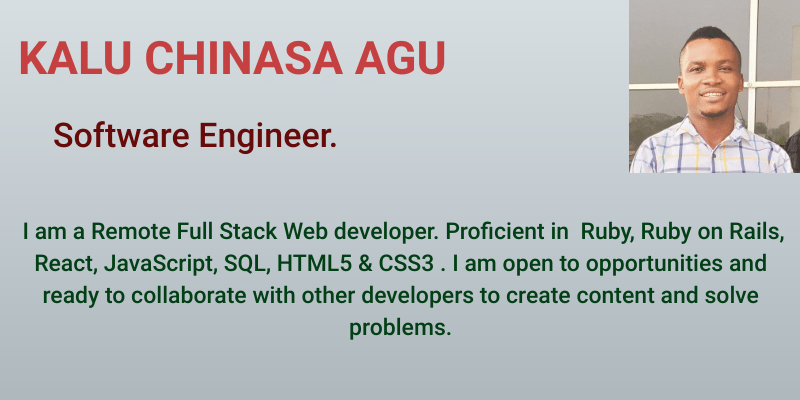 KALU CHINASA AGU
Software Engineer.
I am a Remote Full Stack Web developer. Proficient in  Ruby, Ruby on Rails,
React, JavaScript, SQL, HTML5 & CSS3 . I am open to opportunities and
ready to collaborate with other developers to create content and solve
problems.